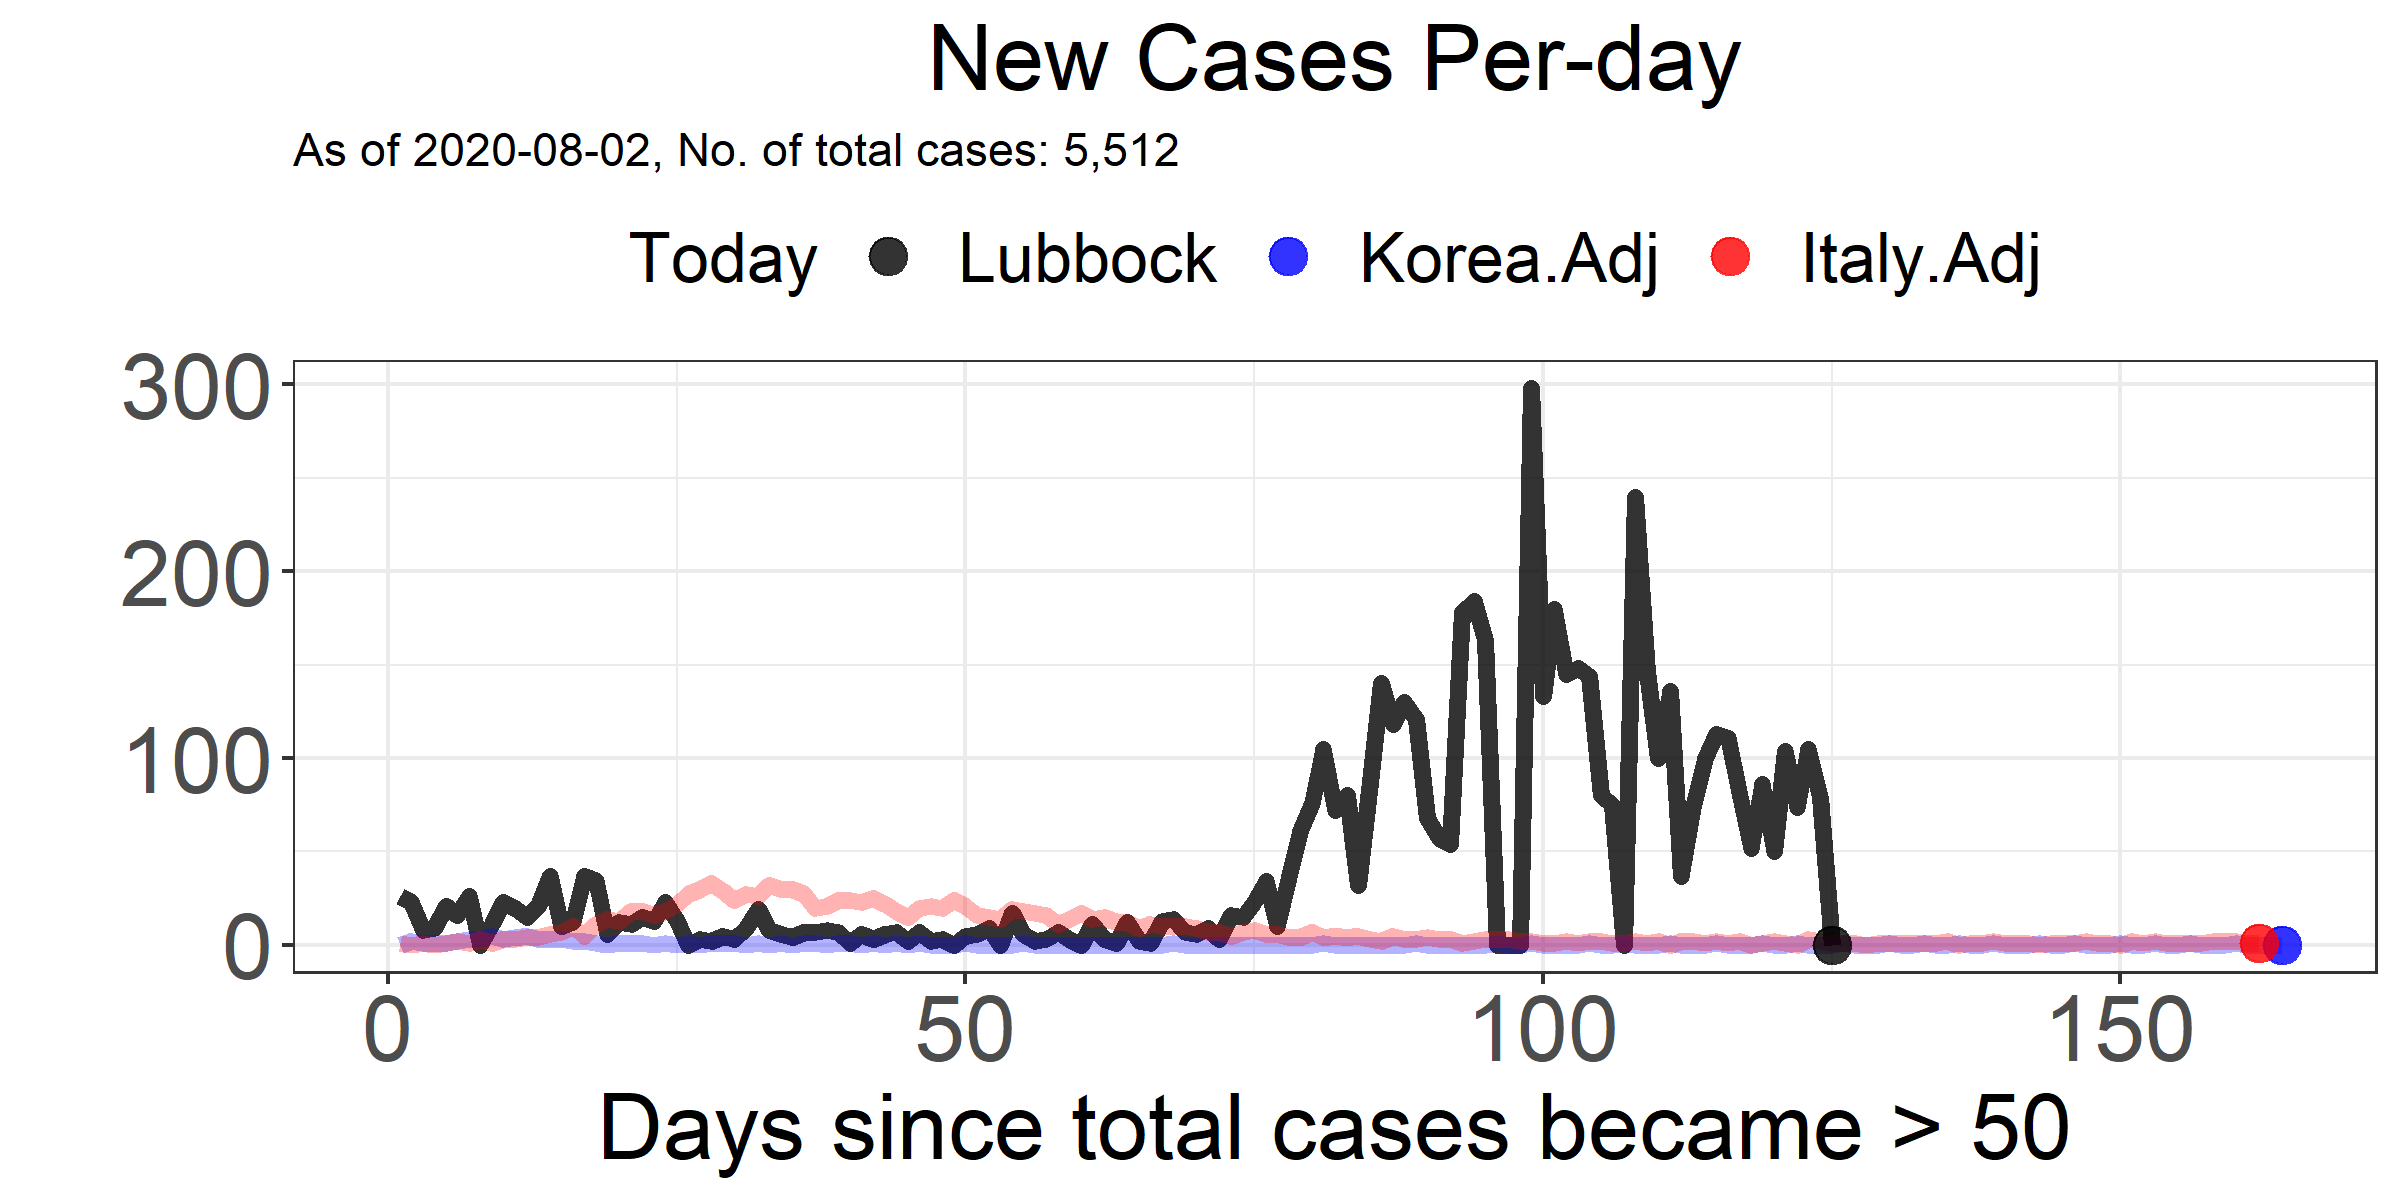 New Cases Per-day
As of 2020-08-02, No. of total cases: 5,512
Today Lubbock Korea.Adj Italy.Adj
300
200
100
0
0 50 100 150
Days since total cases became > 50